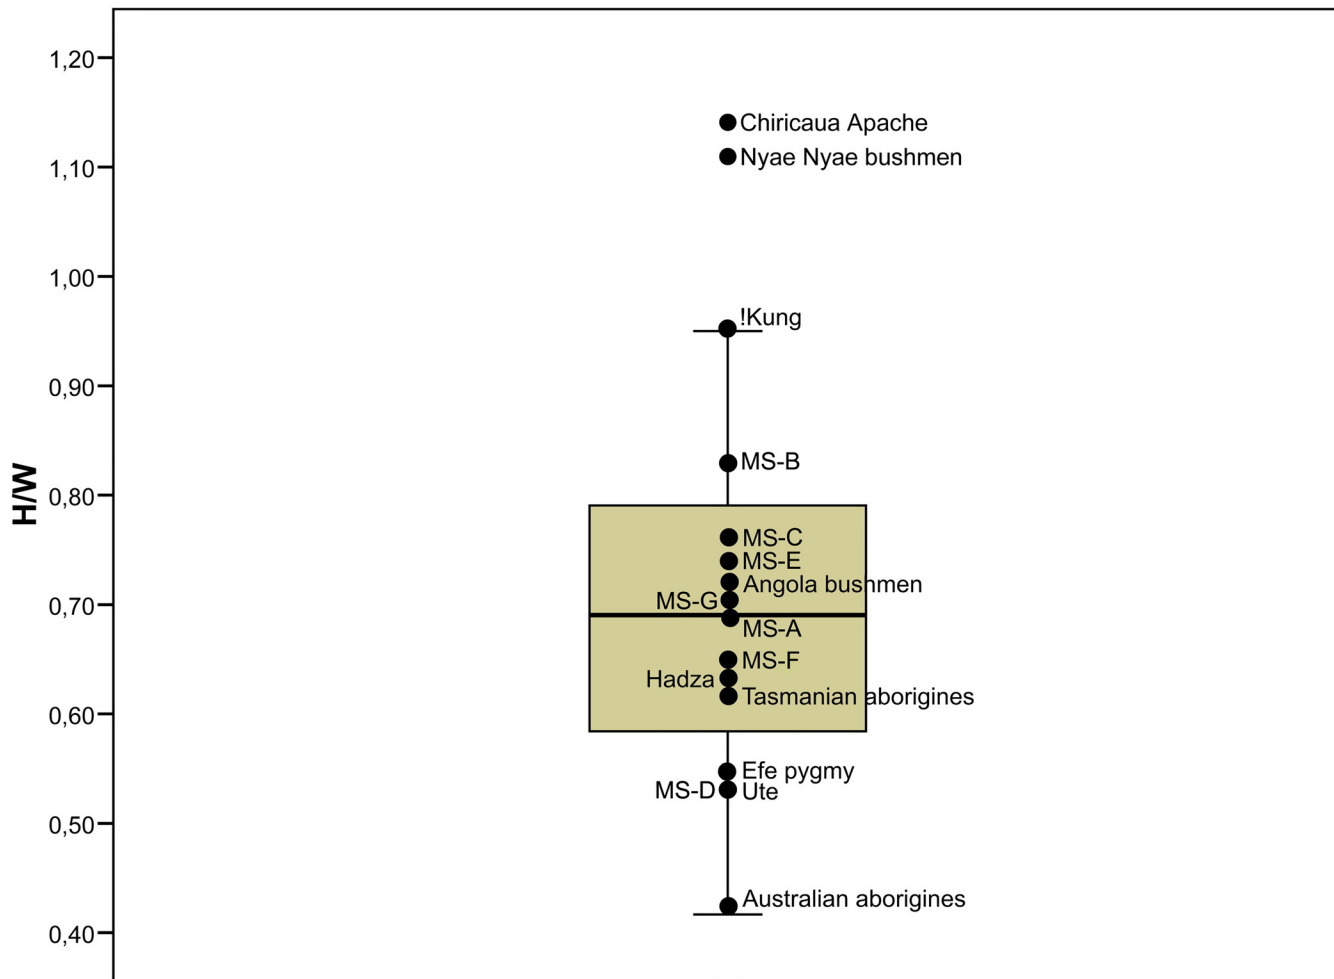 1,20
Chiricaua Apache
Nyae Nyae bushmen
1,10
1,00
!Kung
0,90
MS-B
H/W
0,80
MS-C
MS-E
Angola bushmen
MS-G
0,70
MS-A
MS-F
Hadza
Tasmanian aborigines
0,60
Efe pygmy
MS-D Ute
0,50
Australian aborigines
0,40